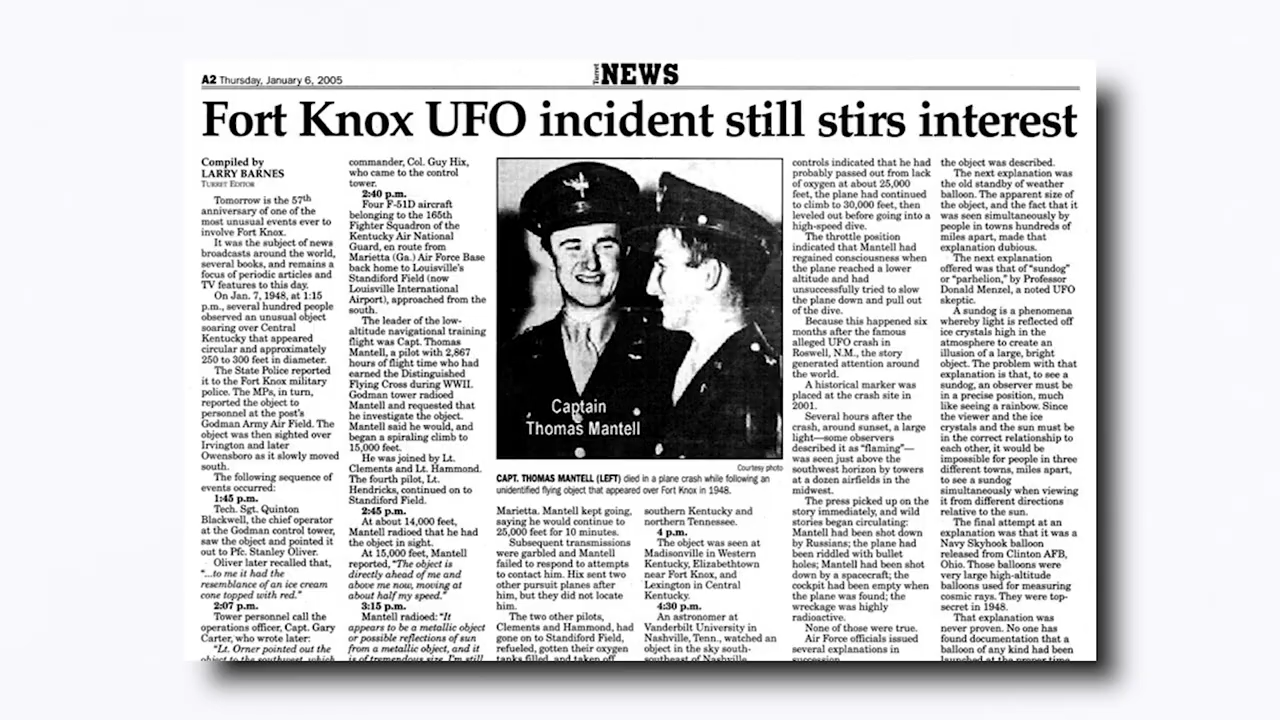 A2 Thursday, January 6, 2005
Turret NEWS
Fort Knox UFO incident still stirs interest
Compiled by
LARRY BARNES
TURRET EDITOR
Tomorrow is the 57th
anniversary of one of the
most unusual events ever to
involve Fort Knox.
It was the subject of news
broadcasts around the world,
several books, and remains a
focus of periodic articles and
TV features to this day.
On Jan. 7, 1948, at 1:15
p.m., several hundred people
observed an unusual object
soaring over Central
Kentucky that appeared
circular and approximately
250 to 300 feet in diameter.
The State Police reported
it to the Fort Knox military
police. The MPs, in turn,
reported the object to
personnel at the post's
Godman Army Air Field. The
object was then sighted over
Irvington and later
Owensboro as it slowly moved
south.
The following sequence of
events occurred:
1:45 p.m.
Tech. Sgt. Quinton
Blackwell, the chief operator
at the Godman control tower,
saw the object and pointed it
out to Pfc. Stanley Oliver.
Oliver later recalled that,
"...to me it had the
resemblance of an ice cream
cone topped with red."
2:07 p.m.
Tower personnel call the
operations officer, Capt. Gary
Carter, who wrote later:
"Lt. Orner pointed out the
object to the southwest, which
commander, Col. Guy Hix,
who came to the control
tower.
2:40 p.m.
Four F-51D aircraft
belonging to the 165th
Fighter Squadron of the
Kentucky Air National
Guard, en route from
Marietta (Ga.) Air Force Base
back home to Louisville's
Standiford Field (now
Louisville International
Airport), approached from the
south.
The leader of the low-
altitude navigational training
flight was Capt. Thomas
Mantell, a pilot with 2,867
hours of flight time who had
earned the Distinguished
Flying Cross during WWII.
Godman tower radioed
Mantell and requested that
he investigate the object.
Mantell said he would, and
began a spiraling climb to
15,000 feet.
He was joined by Lt.
Clements and Lt. Hammond.
The fourth pilot, Lt.
Hendricks, continued on to
Standiford Field.
2:45 p.m.
At about 14,000 feet,
Mantell radioed that he had
the object in sight.
At 15,000 feet, Mantell
reported, "The object is
directly ahead of me and
above me now, moving at
about half my speed."
3:15 p.m.
Mantell radioed: "It
appears to be a metallic object
or possible reflections of sun
from a metallic object, and it
is of tremendous size. I'm still
Captain
Thomas Mantell
Courtesy photo
CAPT. THOMAS MANTELL (LEFT) died in a plane crash while following an
unidentified flying object that appeared over Fort Knox in 1948.
Marietta. Mantell kept going,
saying he would continue to
25,000 feet for 10 minutes.
Subsequent transmissions
were garbled and Mantell
failed to respond to attempts
to contact him. Hix sent two
other pursuit planes after
him, but they did not locate
him.
The two other pilots,
Clements and Hammond, had
gone on to Standiford Field,
refueled, gotten their oxygen
tanks filled, and taken off
southern Kentucky and
northern Tennessee.
4 p.m.
The object was seen at
Madisonville in Western
Kentucky, Elizabethtown
near Fort Knox, and
Lexington in Central
Kentucky.
4:30 p.m.
An astronomer at
Vanderbilt University in
Nashville, Tenn., watched an
object in the sky south-
southeast of Nashville
controls indicated that he had
probably passed out from lack
of oxygen at about 25,000
feet, the plane had continued
to climb to 30,000 feet, then
leveled out before going into a
high-speed dive.
The throttle position
indicated that Mantell had
regained consciousness when
the plane reached a lower
altitude and had
unsuccessfully tried to slow
the plane down and pull out
of the dive.
Because this happened six
months after the famous
alleged UFO crash in
Roswell, N.M., the story
generated attention around
the world.
A historical marker was
placed at the crash site in
2001.
Several hours after the
crash, around sunset, a large
light—some observers
described it as "flaming"—
was seen just above the
southwest horizon by towers
at a dozen airfields in the
midwest.
The press picked up on the
story immediately, and wild
stories began circulating:
Mantell had been shot down
by Russians; the plane had
been riddled with bullet
holes; Mantell had been shot
down by a spacecraft; the
cockpit had been empty when
the plane was found; the
wreckage was highly
radioactive.
None of those were true.
Air Force officials issued
several explanations in
succession.
the object was described.
The next explanation was
the old standby of weather
balloon. The apparent size of
the object, and the fact that it
was seen simultaneously by
people in towns hundreds of
miles apart, made that
explanation dubious.
The next explanation
offered was that of "sundog"
or "parhelion," by Professor
Donald Menzel, a noted UFO
skeptic.
A sundog is a phenomena
whereby light is reflected off
ice crystals high in the
atmosphere to create an
illusion of a large, bright
object. The problem with that
explanation is that, to see a
sundog, an observer must be
in a precise position, much
like seeing a rainbow. Since
the viewer and the ice
crystals and the sun must be
in the correct relationship to
each other, it would be
impossible for people in three
different towns, miles apart,
to see a sundog
simultaneously when viewing
it from different directions
relative to the sun.
The final attempt at an
explanation was that it was a
Navy Skyhook balloon
released from Clinton AFB,
Ohio. Those balloons were
very large high-altitude
balloons used for measuring
cosmic rays. They were top-
secret in 1948.
That explanation was
never proven. No one has
found documentation that a
balloon of any kind had been
launched at the proper time